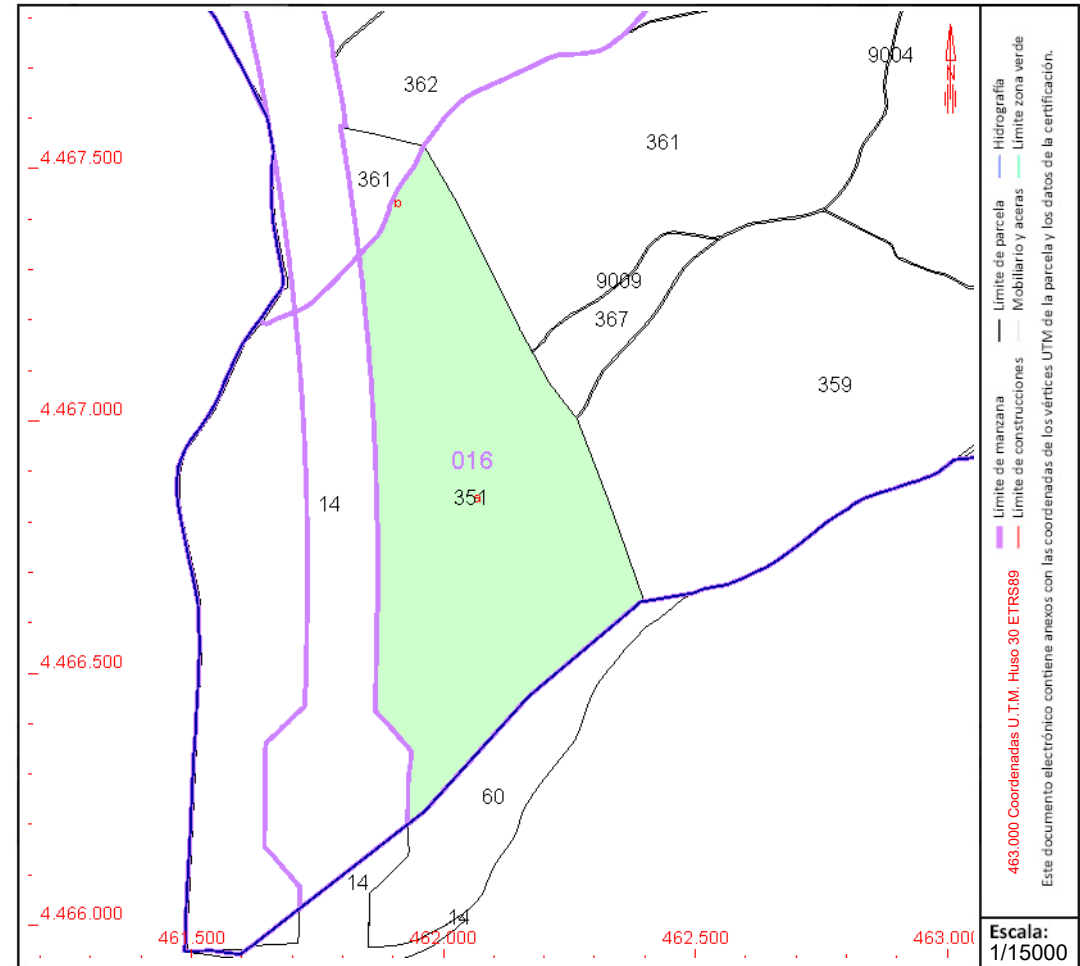 9004
362
361
4.467.500
361
b
9009
367
359
4.467.000
016
351
a
14
4.466.500
60
14
14
4.466.000
461.500
462.000
462.500
463.00
N
Hidrografía
Límite zona verde
Límite de parcela
Mobiliario y aceras
Límite de manzana
Límite de construcciones
463.000 Coordenadas U.T.M. Huso 30 ETRS89
Este documento electrónico contiene anexos con las coordenadas de los vértices UTM de la parcela y los datos de la certificación.
Escala:
1/15000